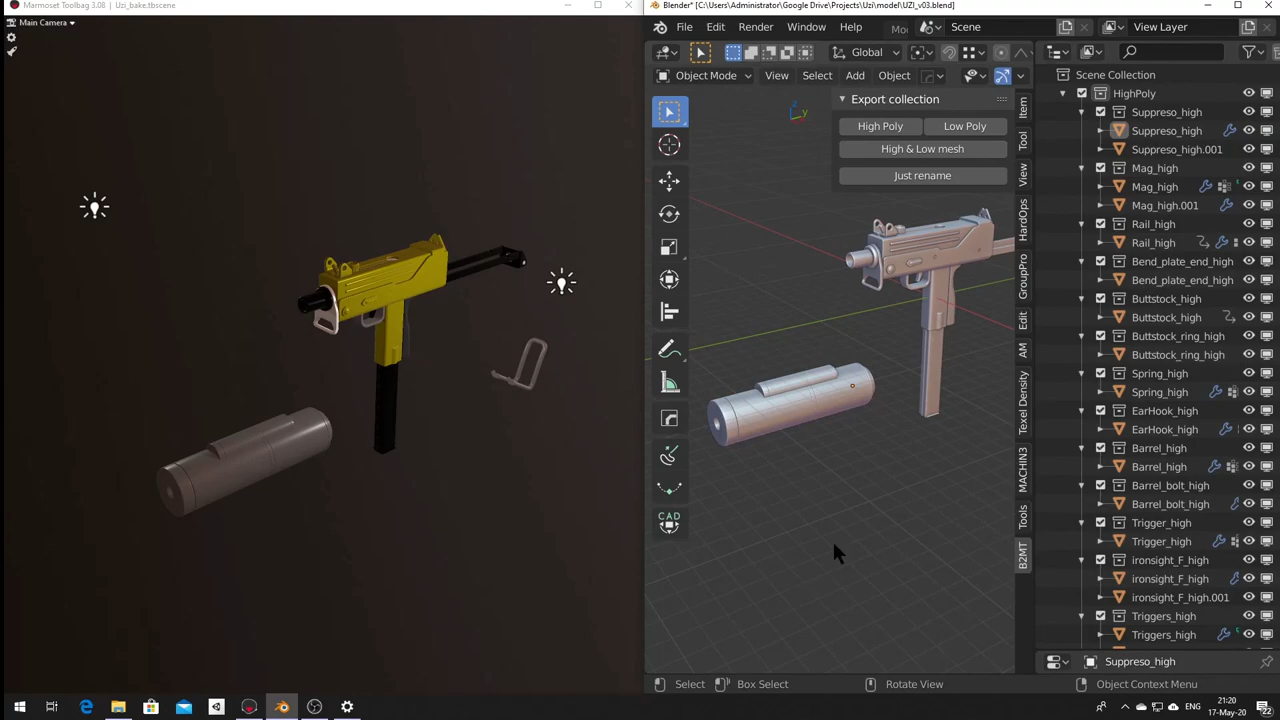 Marmoset Toolbag 3.08 | Uzi_bake.tbscene
Main Camera
Blender* [C:\Users\Administrator\Google Drive\Projects\Uzi\model\UZI_v03.blend]
File Edit Render Window Help Mo Scene View Layer
Global
Object Mode View Select Add Object
Scene Collection
Export collection
High Poly Low Poly
High & Low mesh
Just rename
Item
Tool
View
HardOps
GroupPro
Edit
AM
Texel Density
MACHIN3
Tools
B2MT
CAD
z
y
HighPoly
Suppreso_high
Suppreso_high
Suppreso_high.001
Mag_high
Mag_high
Mag_high.001
Rail_high
Rail_high
Bend_plate_end_high
Bend_plate_end_high
Buttstock_high
Buttstock_high
Buttstock_ring_high
Buttstock_ring_high
Spring_high
Spring_high
EarHook_high
EarHook_high
Barrel_high
Barrel_high
Barrel_bolt_high
Barrel_bolt_high
Trigger_high
Trigger_high
ironsight_F_high
ironsight_F_high
ironsight_F_high.001
Triggers_high
Triggers_high
Suppreso_high
Select Box Select Rotate View Object Context Menu
ENG
21:20
17-May-20
22